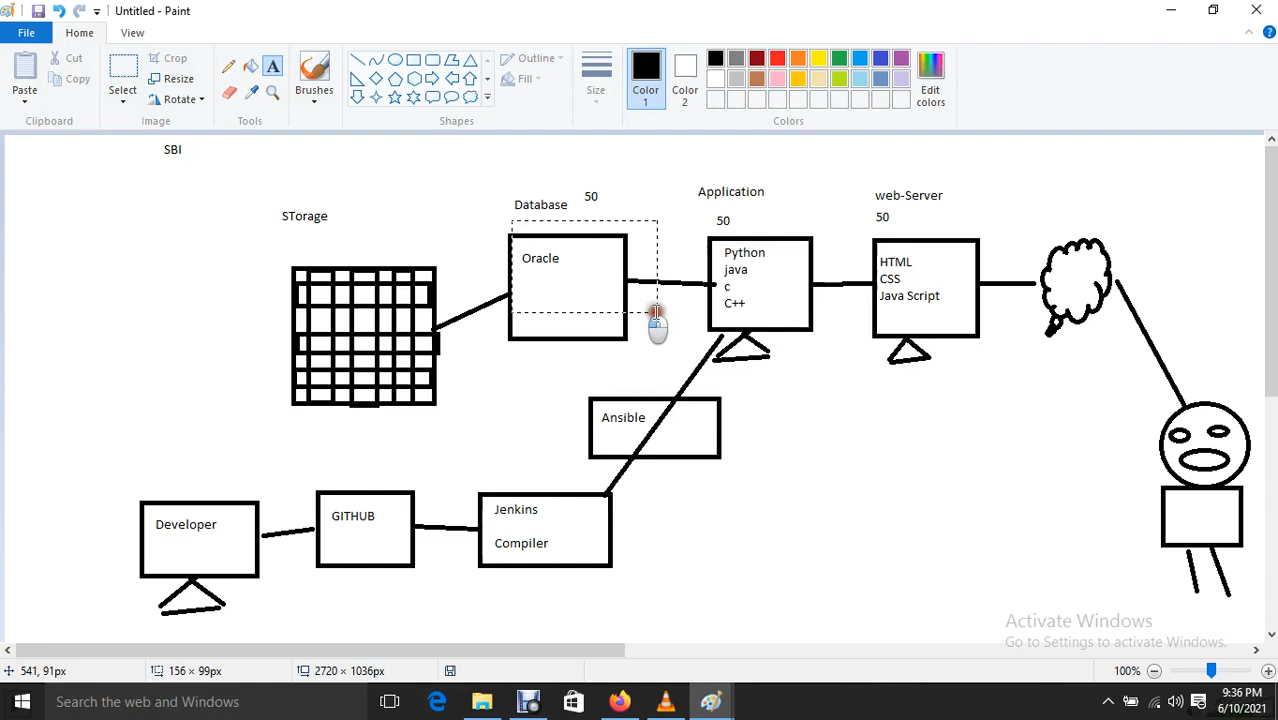 Untitled - Paint
File
Home
View
Paste
Cut
Copy
Clipboard
Select
Crop
Resize
Rotate
Image
A
Tools
Brushes
Shapes
Outline
Fill
Size
Color
1
Color
2
Edit
colors
Colors
SBI
STorage
Database
50
Oracle
Application
50
Python
java
c
C++
web-Server
50
HTML
CSS
Java Script
Ansible
Developer
GITHUB
Jenkins
Compiler
Activate Windows
Go to Settings to activate Windows.
541, 91px
156 × 99px
2720 × 1036px
100%
Search the web and Windows
9:36 PM
6/10/2021